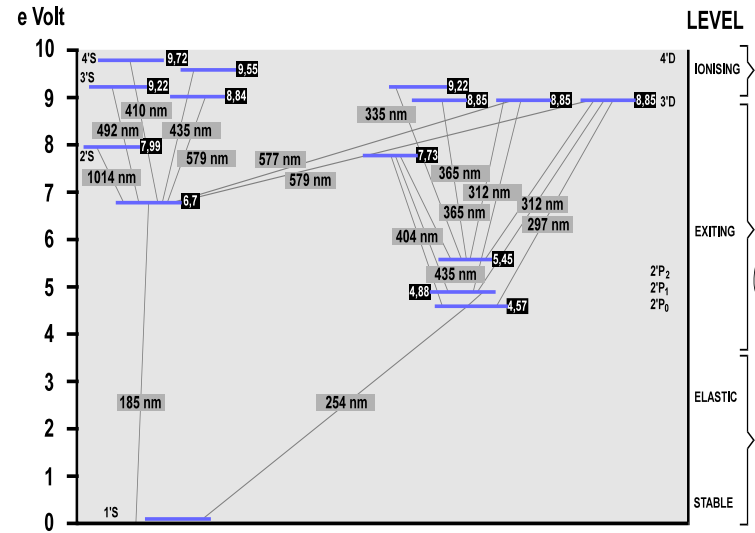 e Volt
LEVEL
10
4'S
9,72
9,55
4'D
IONISING
3'S
9,22
9,22
9
8,84
8,85
8,85
8,85
3'D
410 nm
335 nm
492 nm
435 nm
8
7,99
2'S
7,73
579 nm
577 nm
1014 nm
579 nm
365 nm
7
312 nm
6,7
312 nm
365 nm
297 nm
EXITING
6
404 nm
5,45
435 nm
2'P2
5
4,88
2'P1
4,57
2'P0
4
3
185 nm
254 nm
ELASTIC
2
1
1'S
STABLE
0